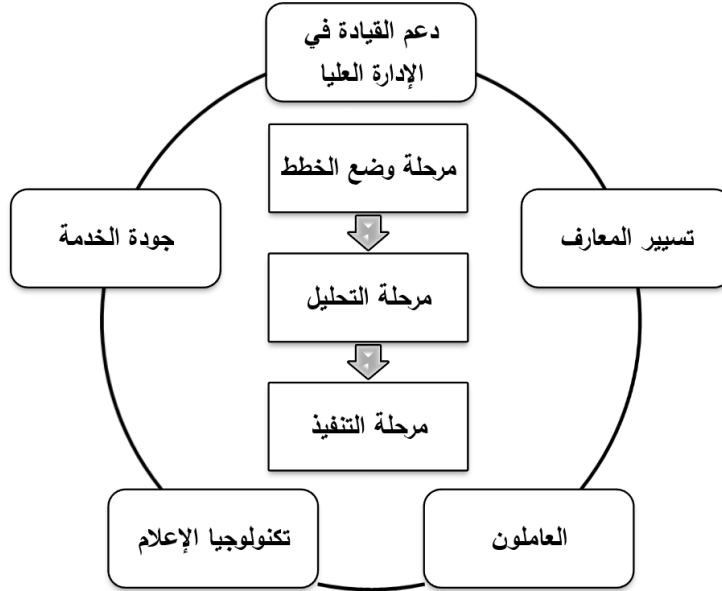 دعم القيادة في
الإدارة العليا
مرحلة وضع الخطط
تسيير المعارف
جودة الخدمة
مرحلة التحليل
مرحلة التنفيذ
العاملون
تكنولوجيا الإعلام